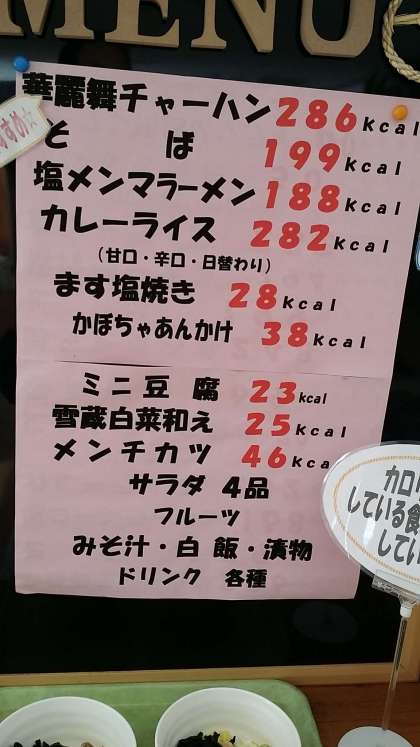 MENU
すすめ
華麗舞チャーハン 286kcal
そば 199kcal
塩メンマラーメン 188kcal
カレーライス 282kcal
（甘口・辛口・日替わり）
ます塩焼き 28kcal
かぼちゃあんかけ 38kcal
ミニ豆腐 23kcal
雪蔵白菜和え 25kcal
メンチカツ 46kca
サラダ 4品
フルーツ
みそ汁・白飯・漬物
ドリンク 各種
カロリ
している食
してい